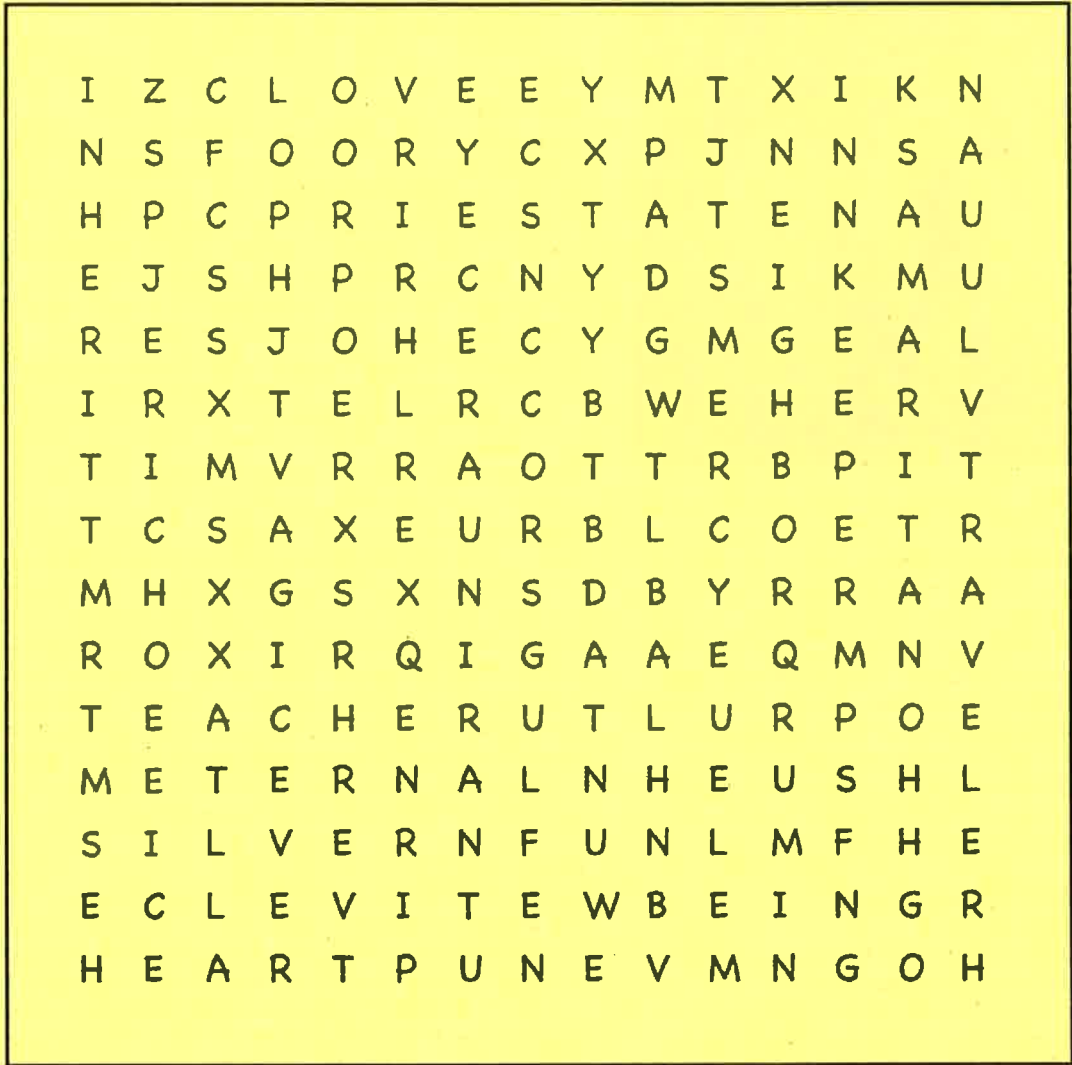 I Z C L O V E E Y M T X I K N
N S F O O R Y C X P J N N S A
H P C P R I E S T A T E N A U
E J S H P R C N Y D S I K M U
R E S J O H E C Y G M G E A L
I R X T E L R C B W E H E R V
T I M V R R A O T T R B P I T
T C S A X E U R B L C O E T R
M H X G S X N S D B Y R R A A
R O X I R Q I G A A E Q M N V
T E A C H E R U T L U R P O E
M E T E R N A L N H E U S H L
S I L V E R N F U N L M F H E
E C L E V I T E W B E I N G R
H E A R T P U N E V M N G O H